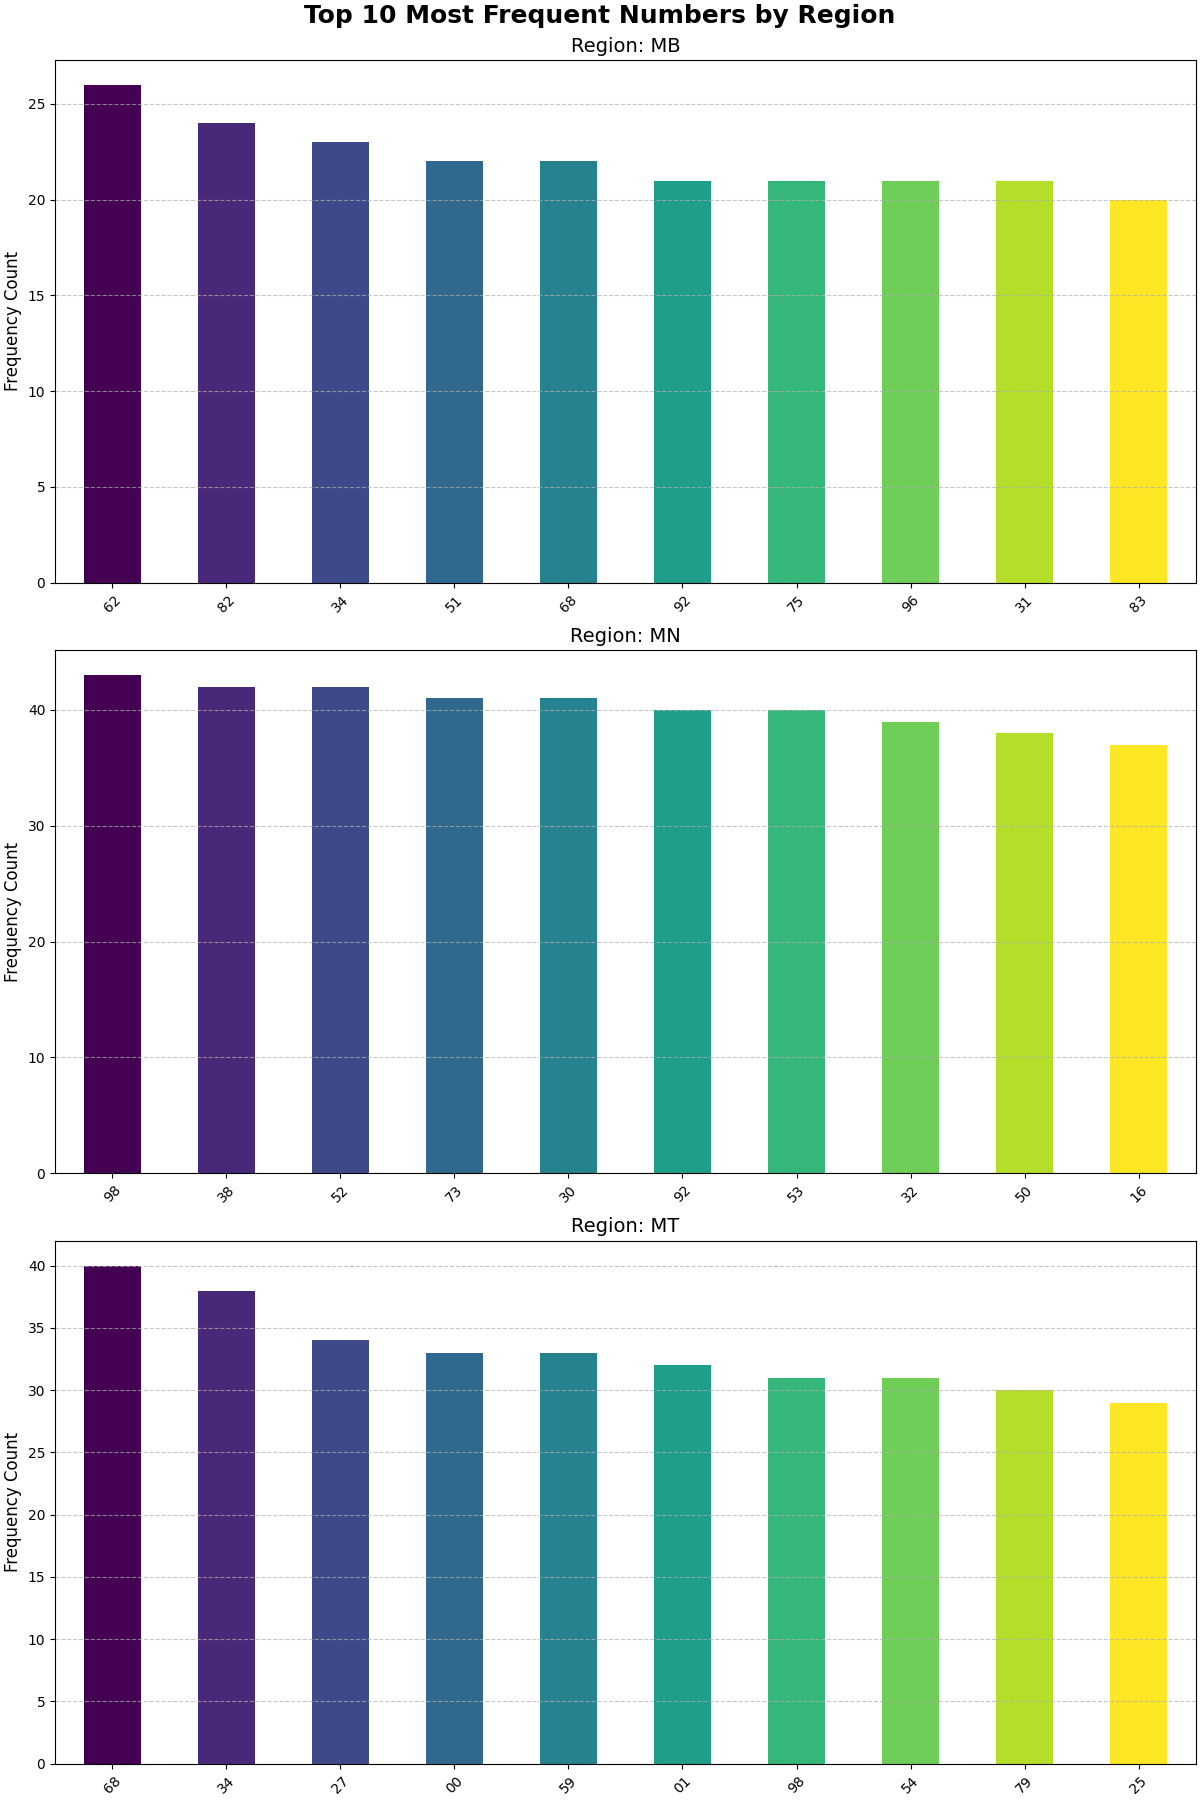 Top 10 Most Frequent Numbers by Region
Region: MB
Frequency Count
25
20
15
10
5
0
62 82 34 51 68 92 75 96 31 83
Region: MN
Frequency Count
40
30
20
10
0
98 38 52 73 30 92 53 32 50 16
Region: MT
Frequency Count
40
35
30
25
20
15
10
5
0
68 34 27 00 59 01 98 54 79 25